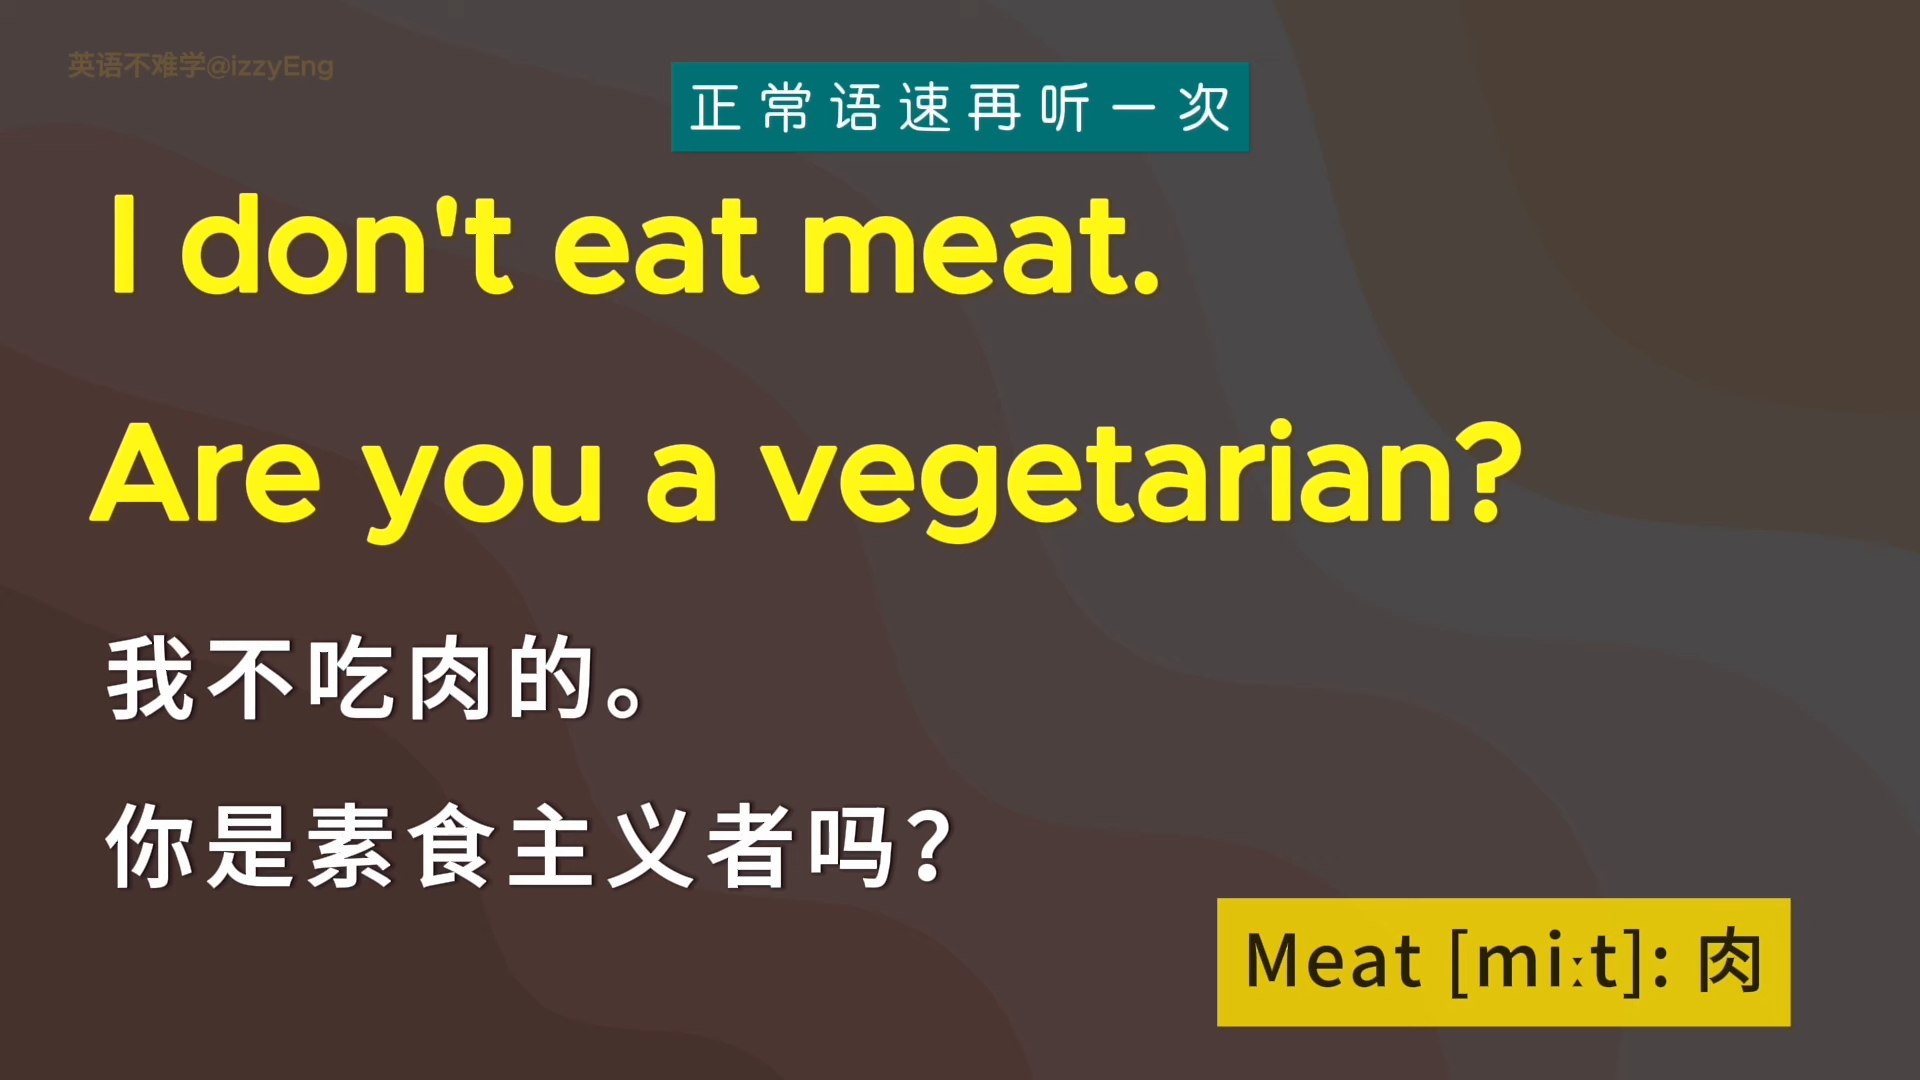 英语不难学@izzyEng
正常语速再听一次
I don't eat meat.
Are you a vegetarian?
我不吃肉的。
你是素食主义者吗？
Meat [miːt]: 肉